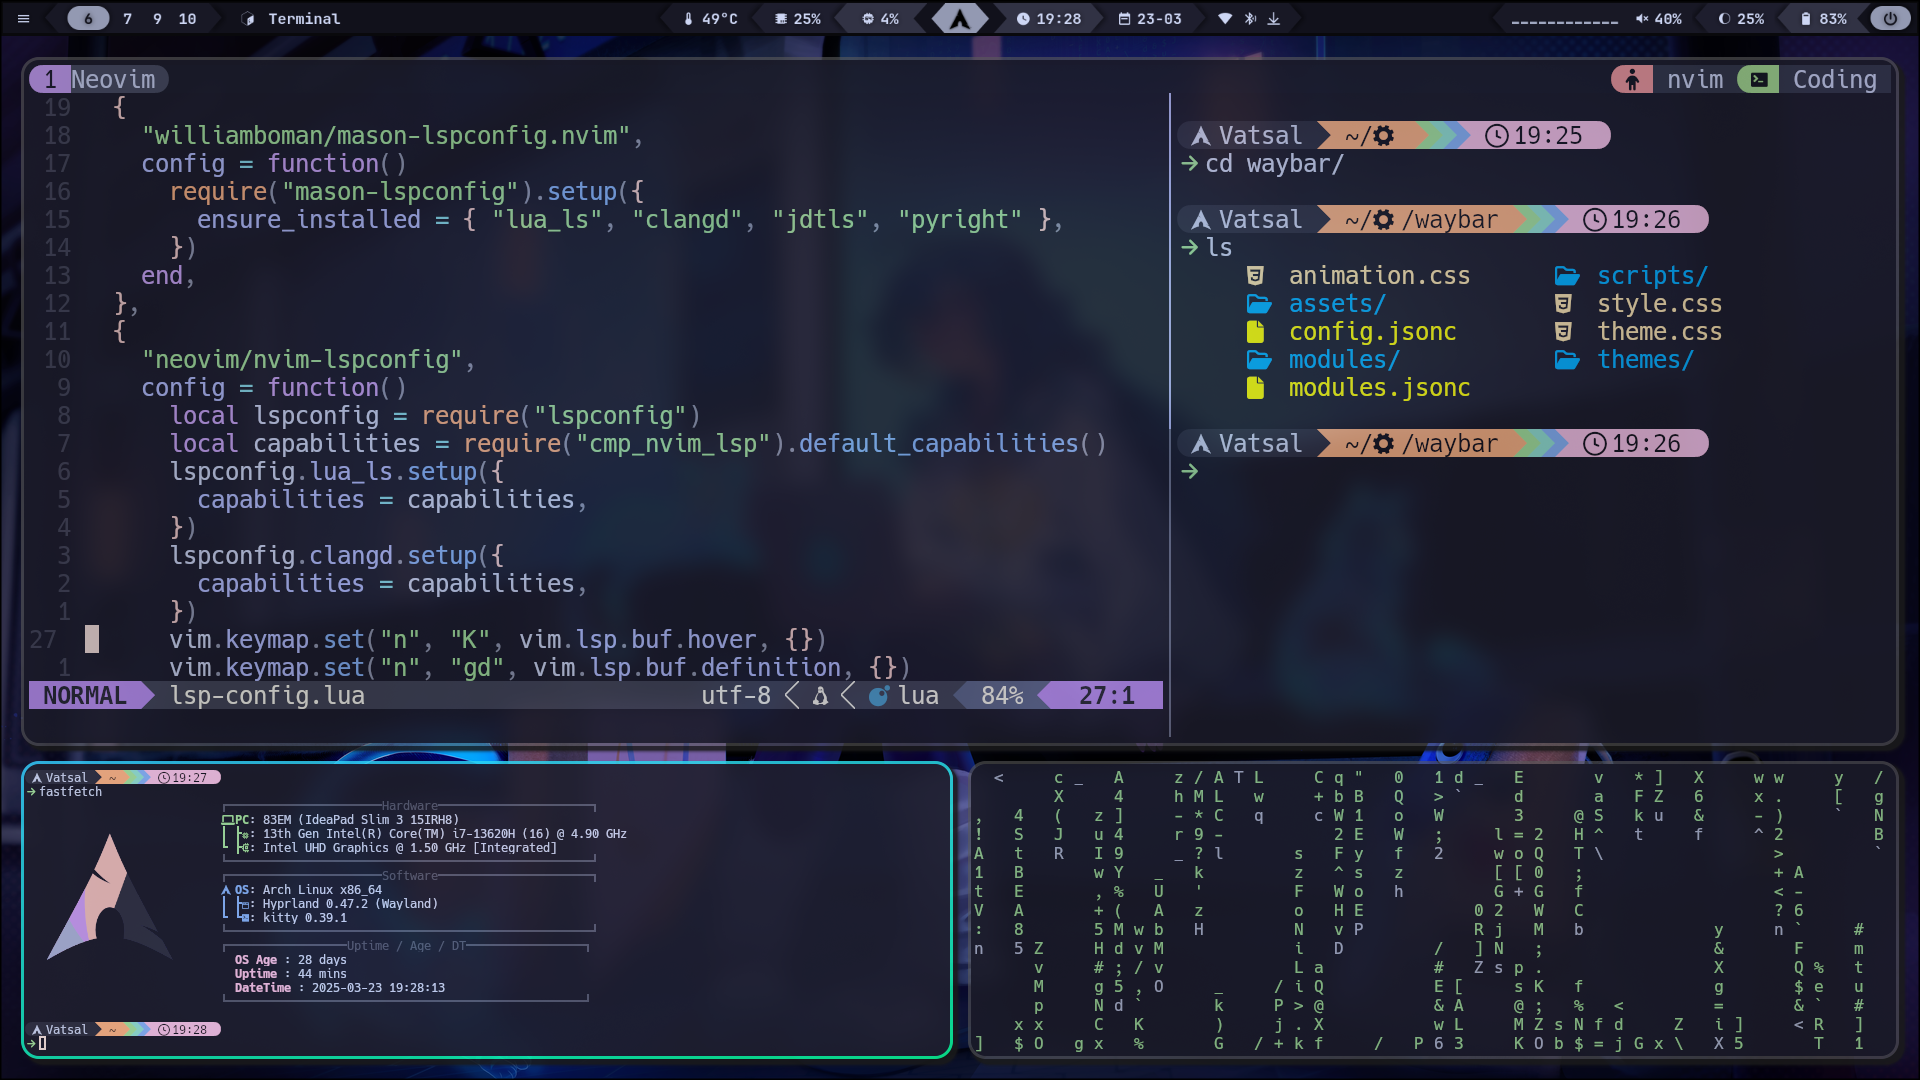 6 7 9 10 Terminal 49°C 25% 4% 19:28 23-03 40% 25% 83%
1 Neovim nvim Coding
19 {
18 "williamboman/mason-lspconfig.nvim",
17 config = function()
16 require("mason-lspconfig").setup({
15 ensure_installed = { "lua_ls", "clangd", "jdtls", "pyright" },
14 })
13 end,
12 },
11 {
10 "neovim/nvim-lspconfig",
9 config = function()
8 local lspconfig = require("lspconfig")
7 local capabilities = require("cmp_nvim_lsp").default_capabilities()
6 lspconfig.lua_ls.setup({
5 capabilities = capabilities,
4 })
3 lspconfig.clangd.setup({
2 capabilities = capabilities,
1 })
27 vim.keymap.set("n", "K", vim.lsp.buf.hover, {})
1 vim.keymap.set("n", "gd", vim.lsp.buf.definition, {})
NORMAL lsp-config.lua utf-8 lua 84% 27:1
Vatsal ~/ 19:25
cd waybar/
Vatsal ~/ /waybar 19:26
ls
animation.css scripts/
assets/ style.css
config.jsonc theme.css
modules/ themes/
modules.jsonc
Vatsal ~/ /waybar 19:26
Vatsal ~ 19:27
fastfetch
Hardware
PC: 83EM (IdeaPad Slim 3 15IRH8)
: 13th Gen Intel(R) Core(TM) i7-13620H (16) @ 4.90 GHz
: Intel UHD Graphics @ 1.50 GHz [Integrated]
Software
OS: Arch Linux x86_64
: Hyprland 0.47.2 (Wayland)
: kitty 0.39.1
Uptime / Age / DT
OS Age : 28 days
Uptime : 44 mins
DateTime : 2025-03-23 19:28:13
Vatsal ~ 19:28